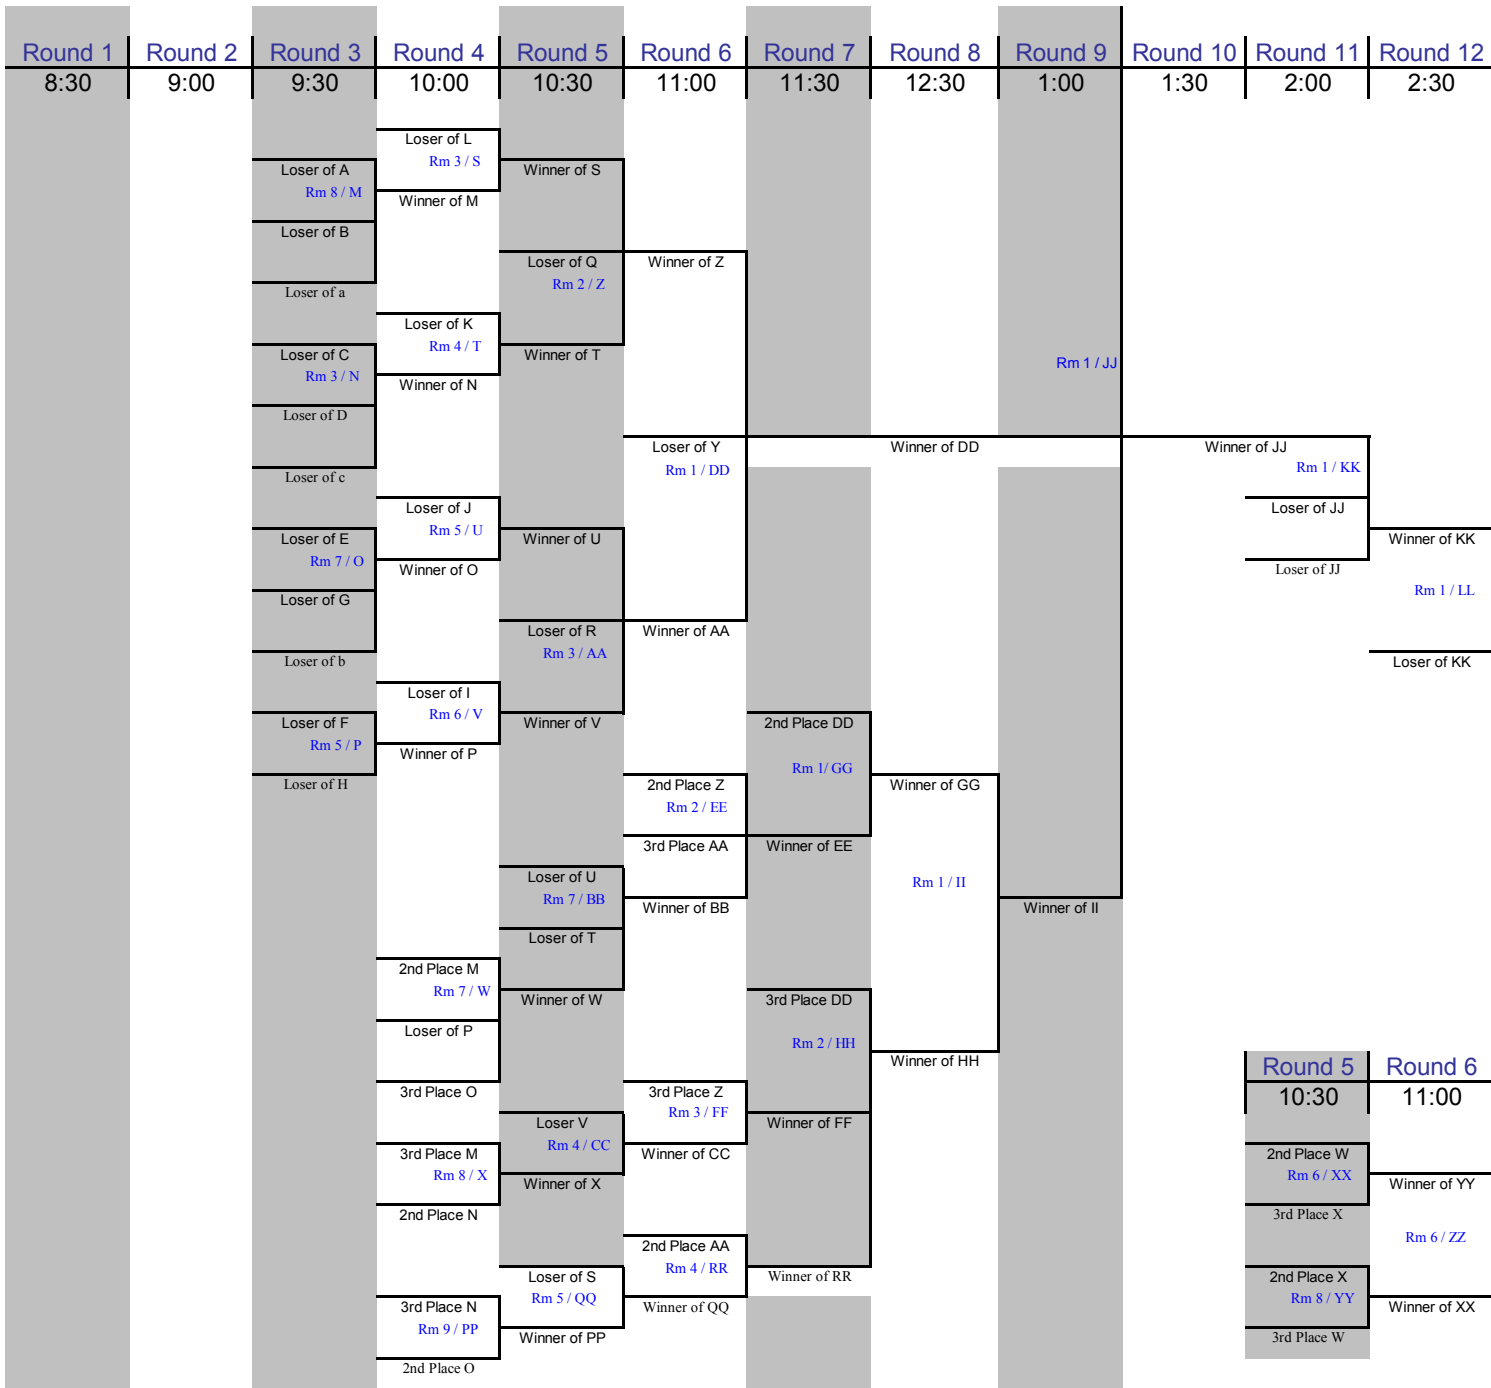 Round 1 Round 2 Round 3 Round 4 Round 5 Round 6 Round 7 Round 8 Round 9 Round 10 Round 11 Round 12
8:30 9:00 9:30 10:00 10:30 11:00 11:30 12:30 1:00 1:30 2:00 2:30
Loser of L
Rm 3 / S
Loser of A
Winner of S
Rm 8 / M
Winner of M
Loser of B
Loser of Q
Winner of Z
Rm 2 / Z
Loser of a
Loser of K
Rm 4 / T
Loser of C
Winner of T
Rm 1 / JJ
Rm 3 / N
Winner of N
Loser of D
Loser of Y
Winner of DD
Winner of JJ
Rm 1 / DD
Rm 1 / KK
Loser of c
Loser of J
Loser of JJ
Rm 5 / U
Loser of E
Winner of U
Winner of KK
Rm 7 / O
Winner of O
Loser of JJ
Rm 1 / LL
Loser of G
Loser of R
Winner of AA
Rm 3 / AA
Loser of b
Loser of KK
Loser of I
Rm 6 / V
Loser of F
Winner of V
2nd Place DD
Rm 5 / P
Winner of P
Rm 1/ GG
Loser of H
2nd Place Z
Winner of GG
Rm 2 / EE
3rd Place AA
Winner of EE
Loser of U
Rm 1 / II
Rm 7 / BB
Winner of BB
Winner of II
Loser of T
2nd Place M
Rm 7 / W
Winner of W
3rd Place DD
Loser of P
Rm 2 / HH
Winner of HH
Round 5 Round 6
3rd Place O
3rd Place Z
10:30 11:00
Rm 3 / FF
Loser V
Winner of FF
Rm 4 / CC
3rd Place M
Winner of CC
2nd Place W
Rm 8 / X
Rm 6 / XX
Winner of X
Winner of YY
2nd Place N
3rd Place X
Rm 6 / ZZ
2nd Place AA
Rm 4 / RR
Loser of S
Winner of RR
2nd Place X
Rm 5 / QQ
Rm 8 / YY
3rd Place N
Winner of QQ
Winner of XX
Rm 9 / PP
Winner of PP
3rd Place W
2nd Place O